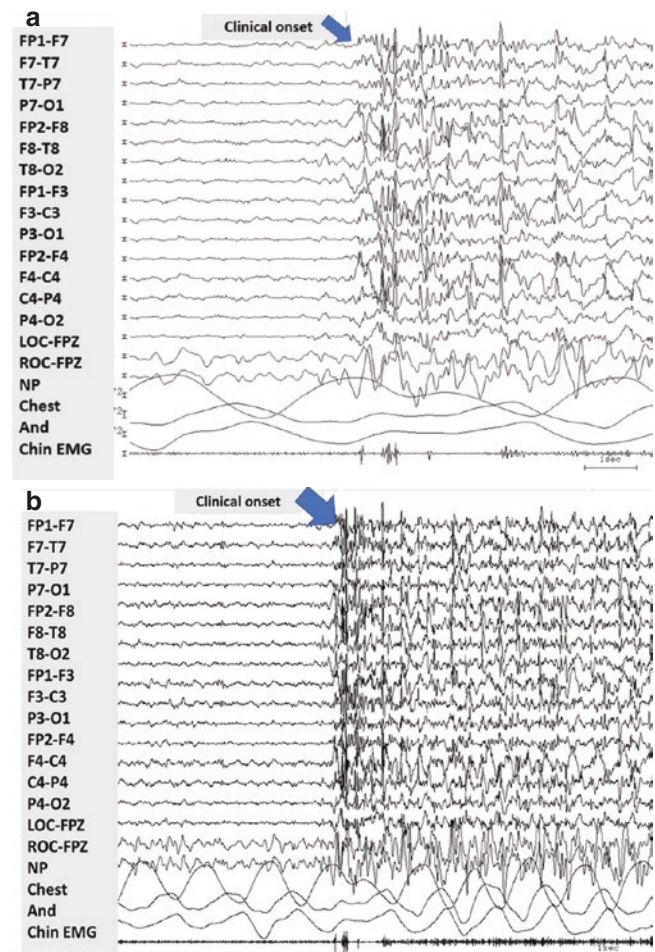 a
Clinical onset
FP1-F7
F7-T7
T7-P7
P7-O1
FP2-F8
F8-T8
T8-O2
FP1-F3
F3-C3
P3-O1
FP2-F4
F4-C4
C4-P4
P4-O2
LOC-FPZ
ROC-FPZ
NP
Chest
And
Chin EMG
1sec
b
Clinical onset
FP1-F7
F7-T7
T7-P7
P7-O1
FP2-F8
F8-T8
T8-O2
FP1-F3
F3-C3
P3-O1
FP2-F4
F4-C4
C4-P4
P4-O2
LOC-FPZ
ROC-FPZ
NP
Chest
And
Chin EMG
1sec